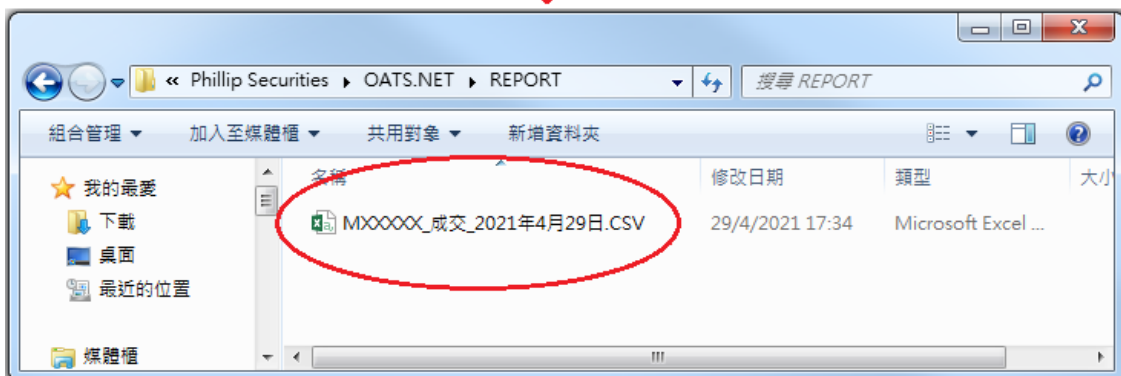 « Phillip Securities ▸ OATS.NET ▸ REPORT
搜尋 REPORT
組合管理 ▼ 加入至媒體櫃 ▼ 共用對象 ▼ 新增資料夾
名稱 修改日期 類型 大小
我的最愛
下載
桌面
最近的位置
媒體櫃
MXXXXX_成交_2021年4月29日.CSV 29/4/2021 17:34 Microsoft Excel ...